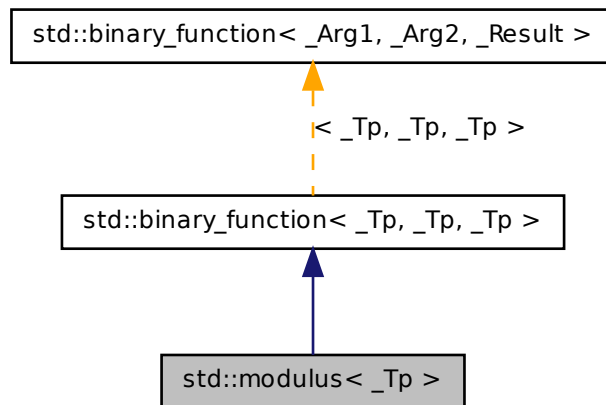 std::binary_function< _Arg1, _Arg2, _Result >
< _Tp, _Tp, _Tp >
std::binary_function< _Tp, _Tp, _Tp >
std::modulus< _Tp >